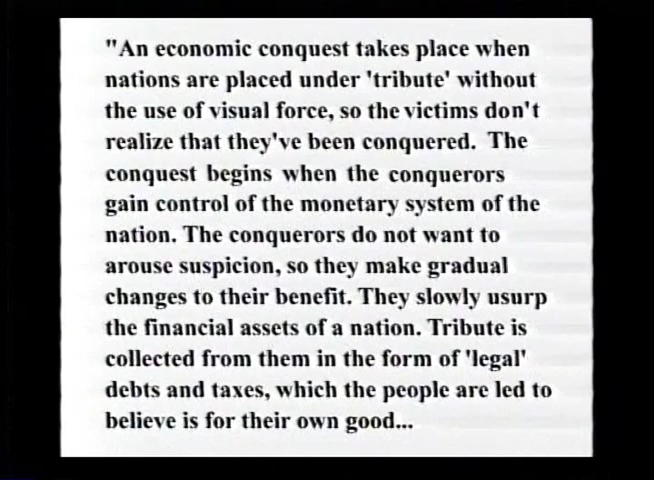 "An economic conquest takes place when
nations are placed under 'tribute' without
the use of visual force, so the victims don't
realize that they've been conquered. The
conquest begins when the conquerors
gain control of the monetary system of the
nation. The conquerors do not want to
arouse suspicion, so they make gradual
changes to their benefit. They slowly usurp
the financial assets of a nation. Tribute is
collected from them in the form of 'legal'
debts and taxes, which the people are led to
believe is for their own good...